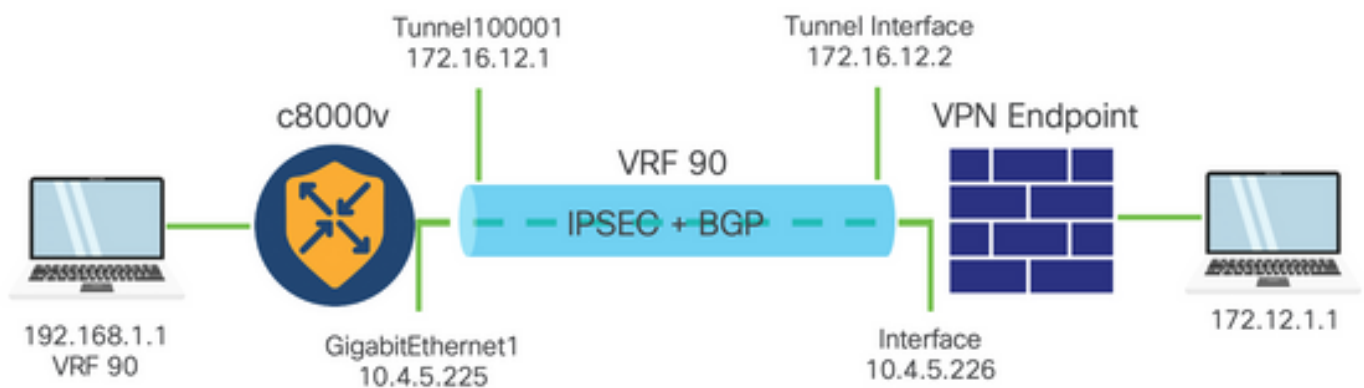 Tunnel100001
172.16.12.1
Tunnel Interface
172.16.12.2
c8000v
VPN Endpoint
VRF 90
IPSEC + BGP
192.168.1.1
VRF 90
GigabitEthernet1
10.4.5.225
Interface
10.4.5.226
172.12.1.1